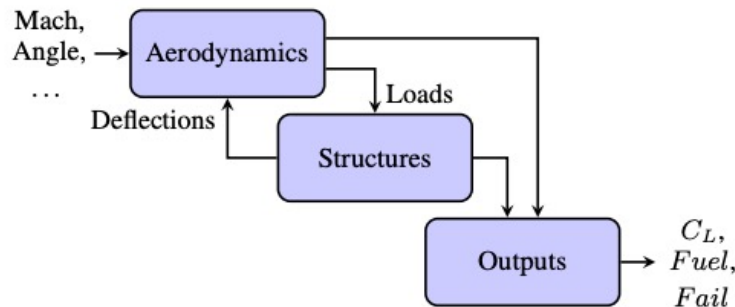 Mach,
Angle,
...
Aerodynamics
Loads
Deflections
Structures
Outputs
C_L,
Fuel,
Fail